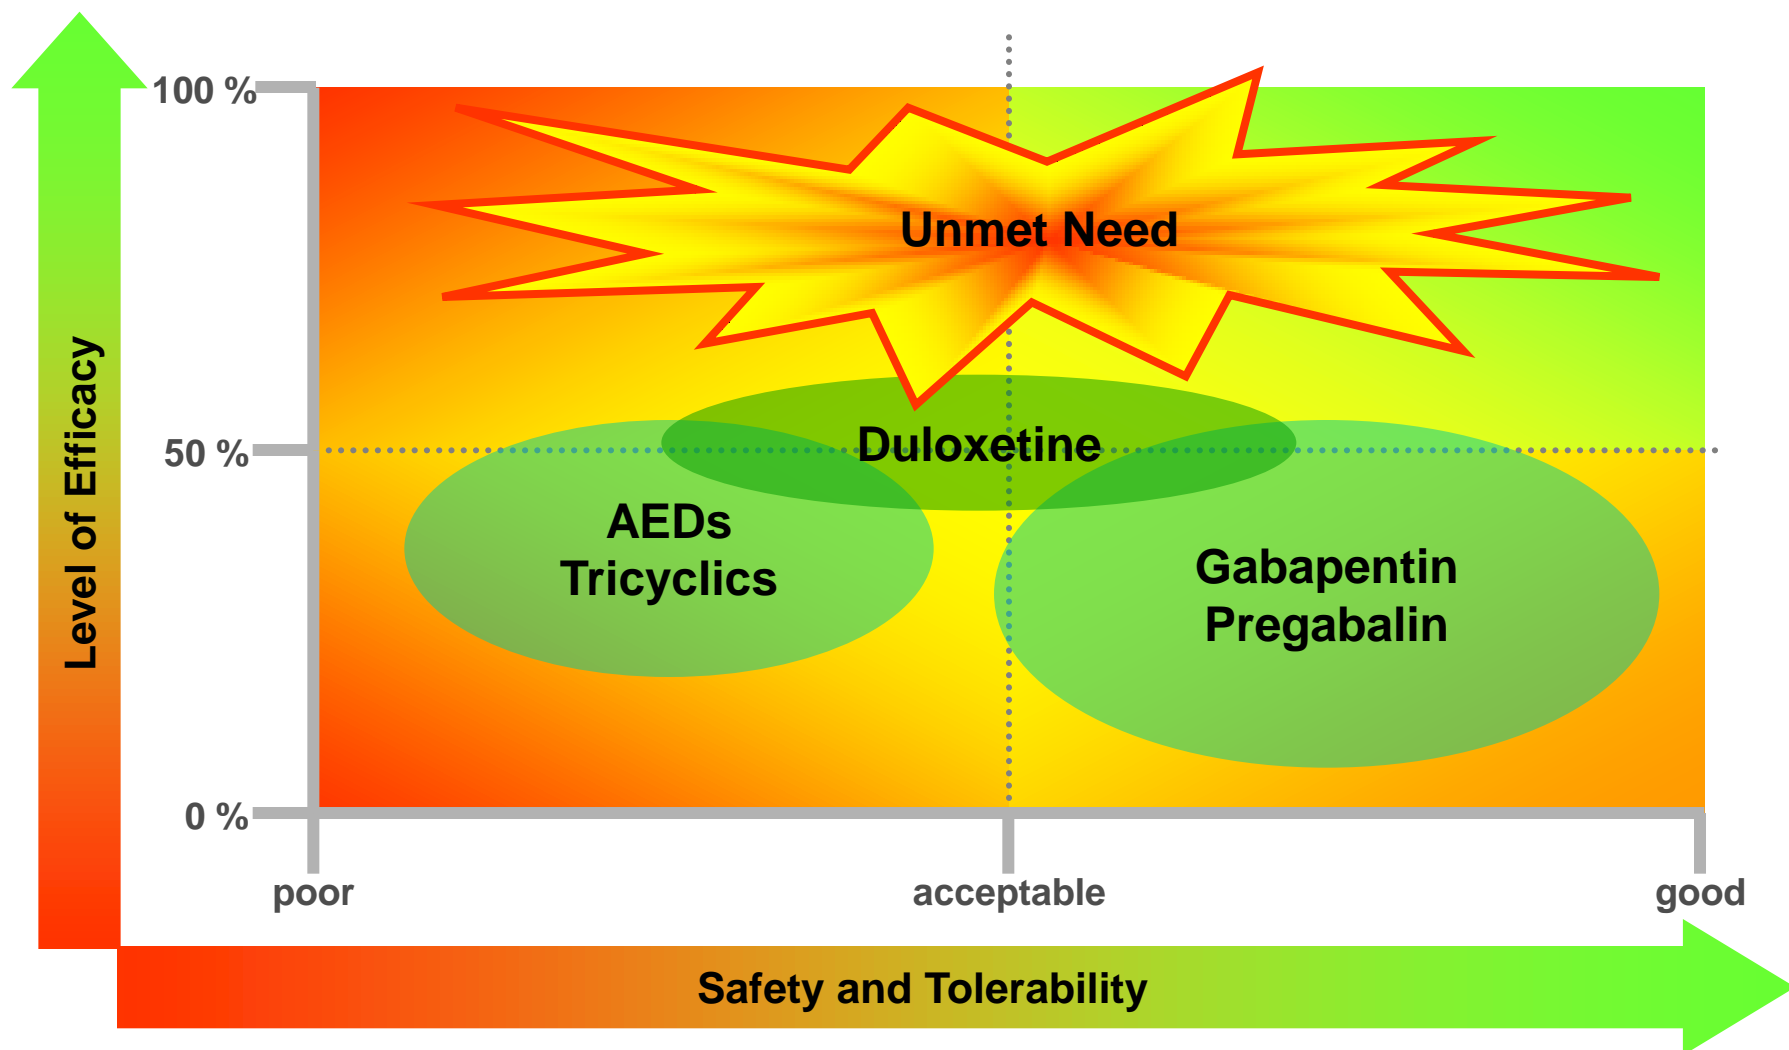 100 %
Unmet Need
Level of Efficacy
50 %
Duloxetine
AEDs
Tricyclics
Gabapentin
Pregabalin
0 %
poor
acceptable
good
Safety and Tolerability